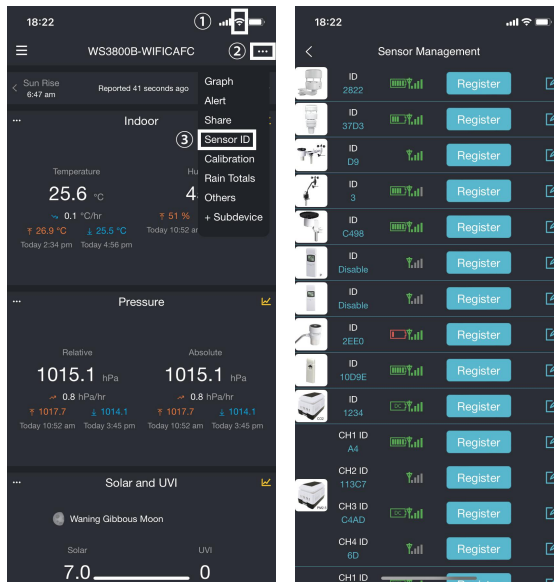 18:22
①
WS3800B-WIFICAFC
②
Sun Rise
6:47 am
Reported 41 seconds ago
Graph
Alert
Share
③
Sensor ID
Calibration
Rain Totals
Others
+ Subdevice
Indoor
Temperature
Hu
25.6 °C
4
0.1 °C/hr
26.9 °C
25.5 °C
Today 2:34 pm
Today 4:56 pm
51 %
Today 10:52 a
Pressure
Relative
Absolute
1015.1 hPa
1015.1 hPa
0.8 hPa/hr
0.8 hPa/hr
1017.7
1014.1
1017.7
1014.1
Today 10:52 am
Today 3:45 pm
Today 10:52 am
Today 3:45 pm
Solar and UVI
Waning Gibbous Moon
Solar
UVI
7.0
0
18:22
Sensor Management
ID
2822
Register
ID
37D3
Register
ID
D9
Register
ID
3
Register
ID
C498
Register
ID
Disable
Register
ID
Disable
Register
ID
2EE0
Register
ID
10D9E
Register
CO2
ID
1234
DC
Register
CH1 ID
A4
Register
CH2 ID
113C7
Register
CH3 ID
C4AD
DC
Register
CH4 ID
6D
Register
CH1 ID